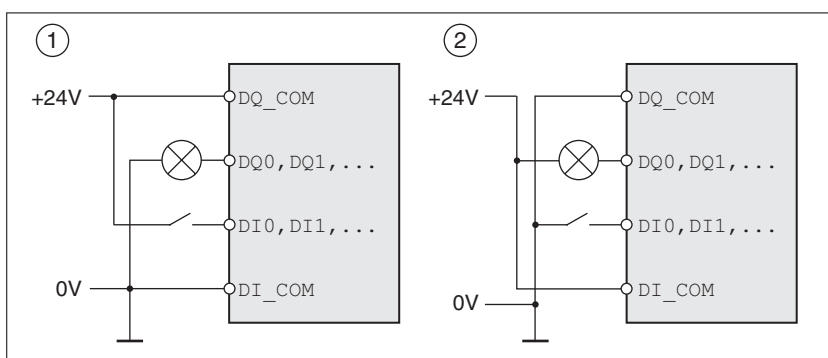 1
+24V
DQ_COM
DQ0,DQ1,...
DI0,DI1,...
0V
DI_COM
2
+24V
DQ_COM
DQ0,DQ1,...
DI0,DI1,...
DI_COM
0V